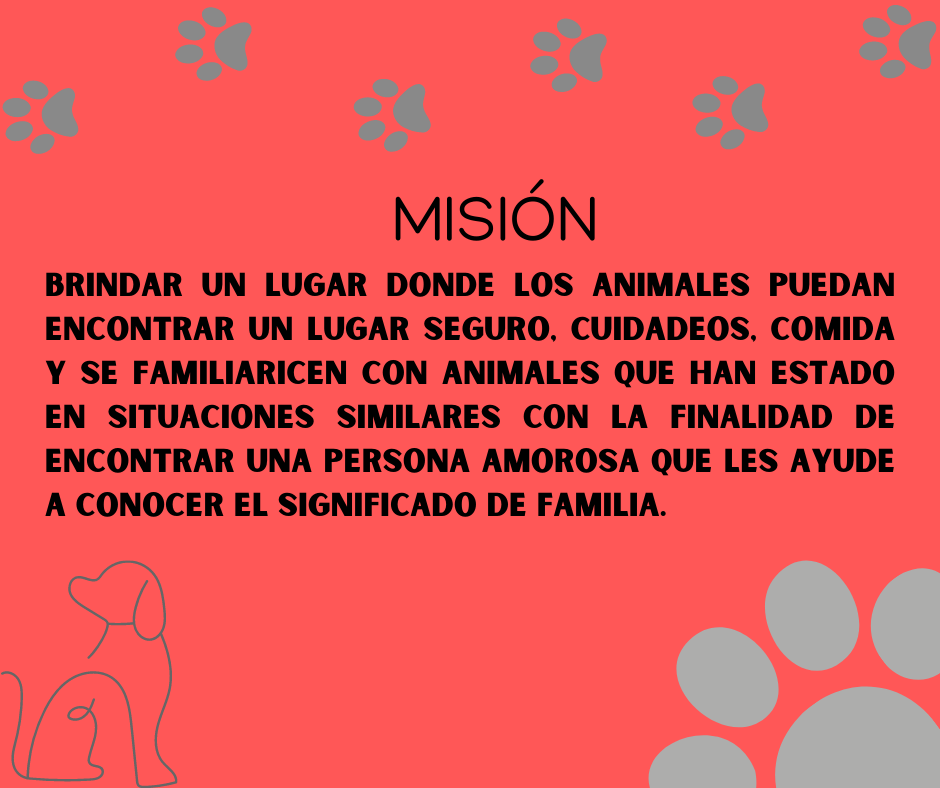 MISIÓN
BRINDAR UN LUGAR DONDE LOS ANIMALES PUEDAN
ENCONTRAR UN LUGAR SEGURO, CUIDADEOS, COMIDA
Y SE FAMILIARICEN CON ANIMALES QUE HAN ESTADO
EN SITUACIONES SIMILARES CON LA FINALIDAD DE
ENCONTRAR UNA PERSONA AMOROSA QUE LES AYUDE
A CONOCER EL SIGNIFICADO DE FAMILIA.